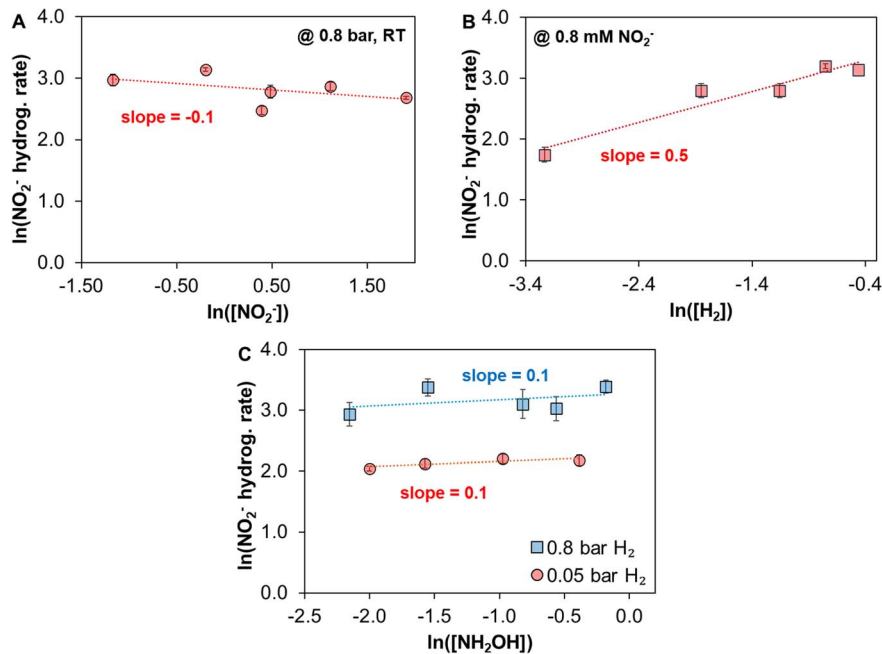 A
@ 0.8 bar, RT
ln(NO₂⁻ hydrog. rate)
4.0
3.0
2.0
1.0
0.0
slope = -0.1
-1.50
-0.50
0.50
1.50
ln([NO₂⁻])
B
@ 0.8 mM NO₂⁻
ln(NO₂⁻ hydrog. rate)
4.0
3.0
2.0
1.0
0.0
slope = 0.5
-3.4
-2.4
-1.4
-0.4
ln([H₂])
C
ln(NO₂⁻ hydrog. rate)
4.0
3.0
2.0
1.0
0.0
slope = 0.1
slope = 0.1
0.8 bar H₂
0.05 bar H₂
-2.5
-2.0
-1.5
-1.0
-0.5
0.0
ln([NH₂OH])